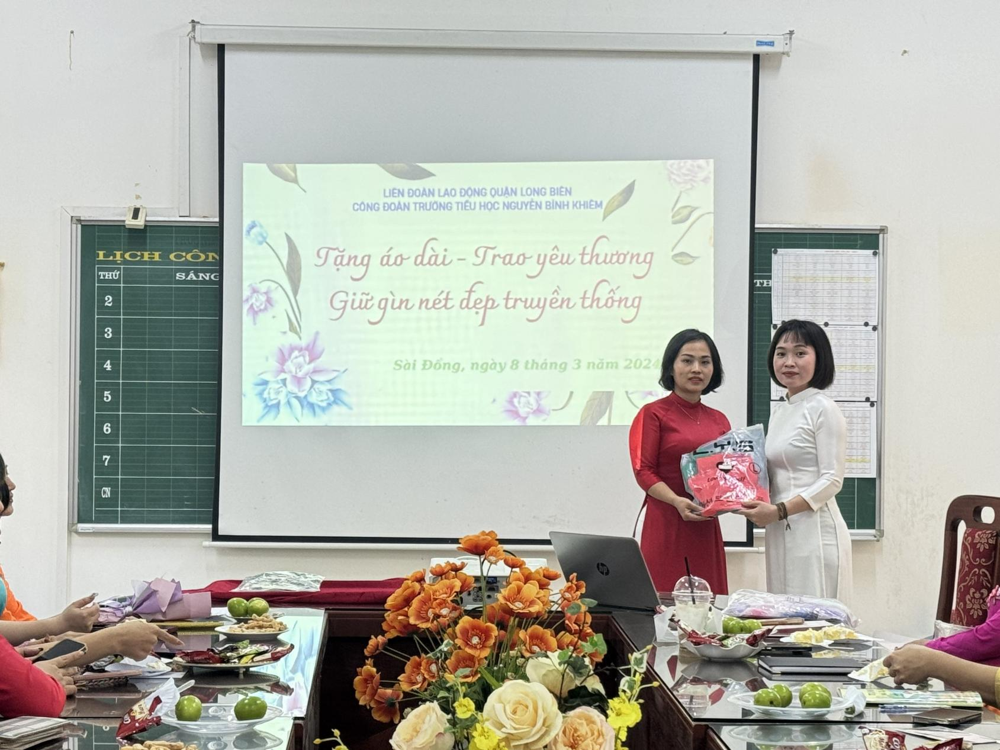 LIÊN ĐOÀN LAO ĐỘNG QUẬN LONG BIÊN
CÔNG ĐOÀN TRƯỜNG TIỂU HỌC NGUYỄN BỈNH KHIÊM
Tặng áo dài - Trao yêu thương
Giữ gìn nét đẹp truyền thống
Sài Đồng, ngày 8 tháng 3 năm 2024
LỊCH CÔN
THỨ SÁNG
2
3
4
5
6
7
CN
TH
L
hp